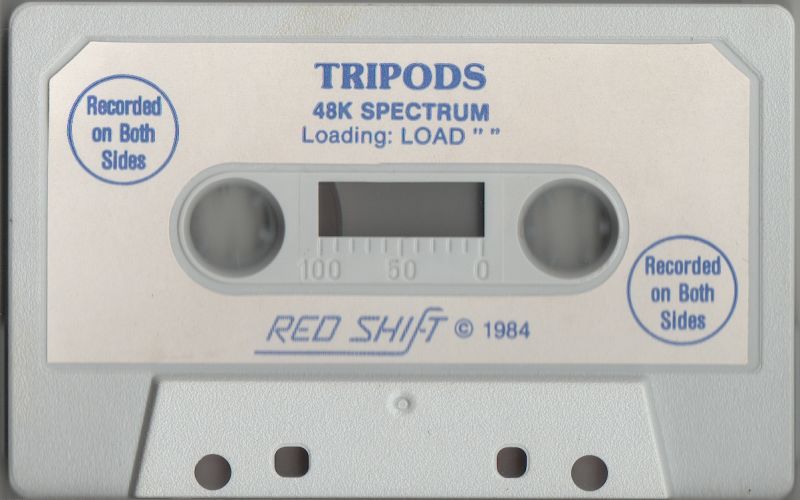 TRIPODS
48K SPECTRUM
Loading: LOAD " "
Recorded
on Both
Sides
100 50 0
Recorded
on Both
Sides
RED SHIFT © 1984